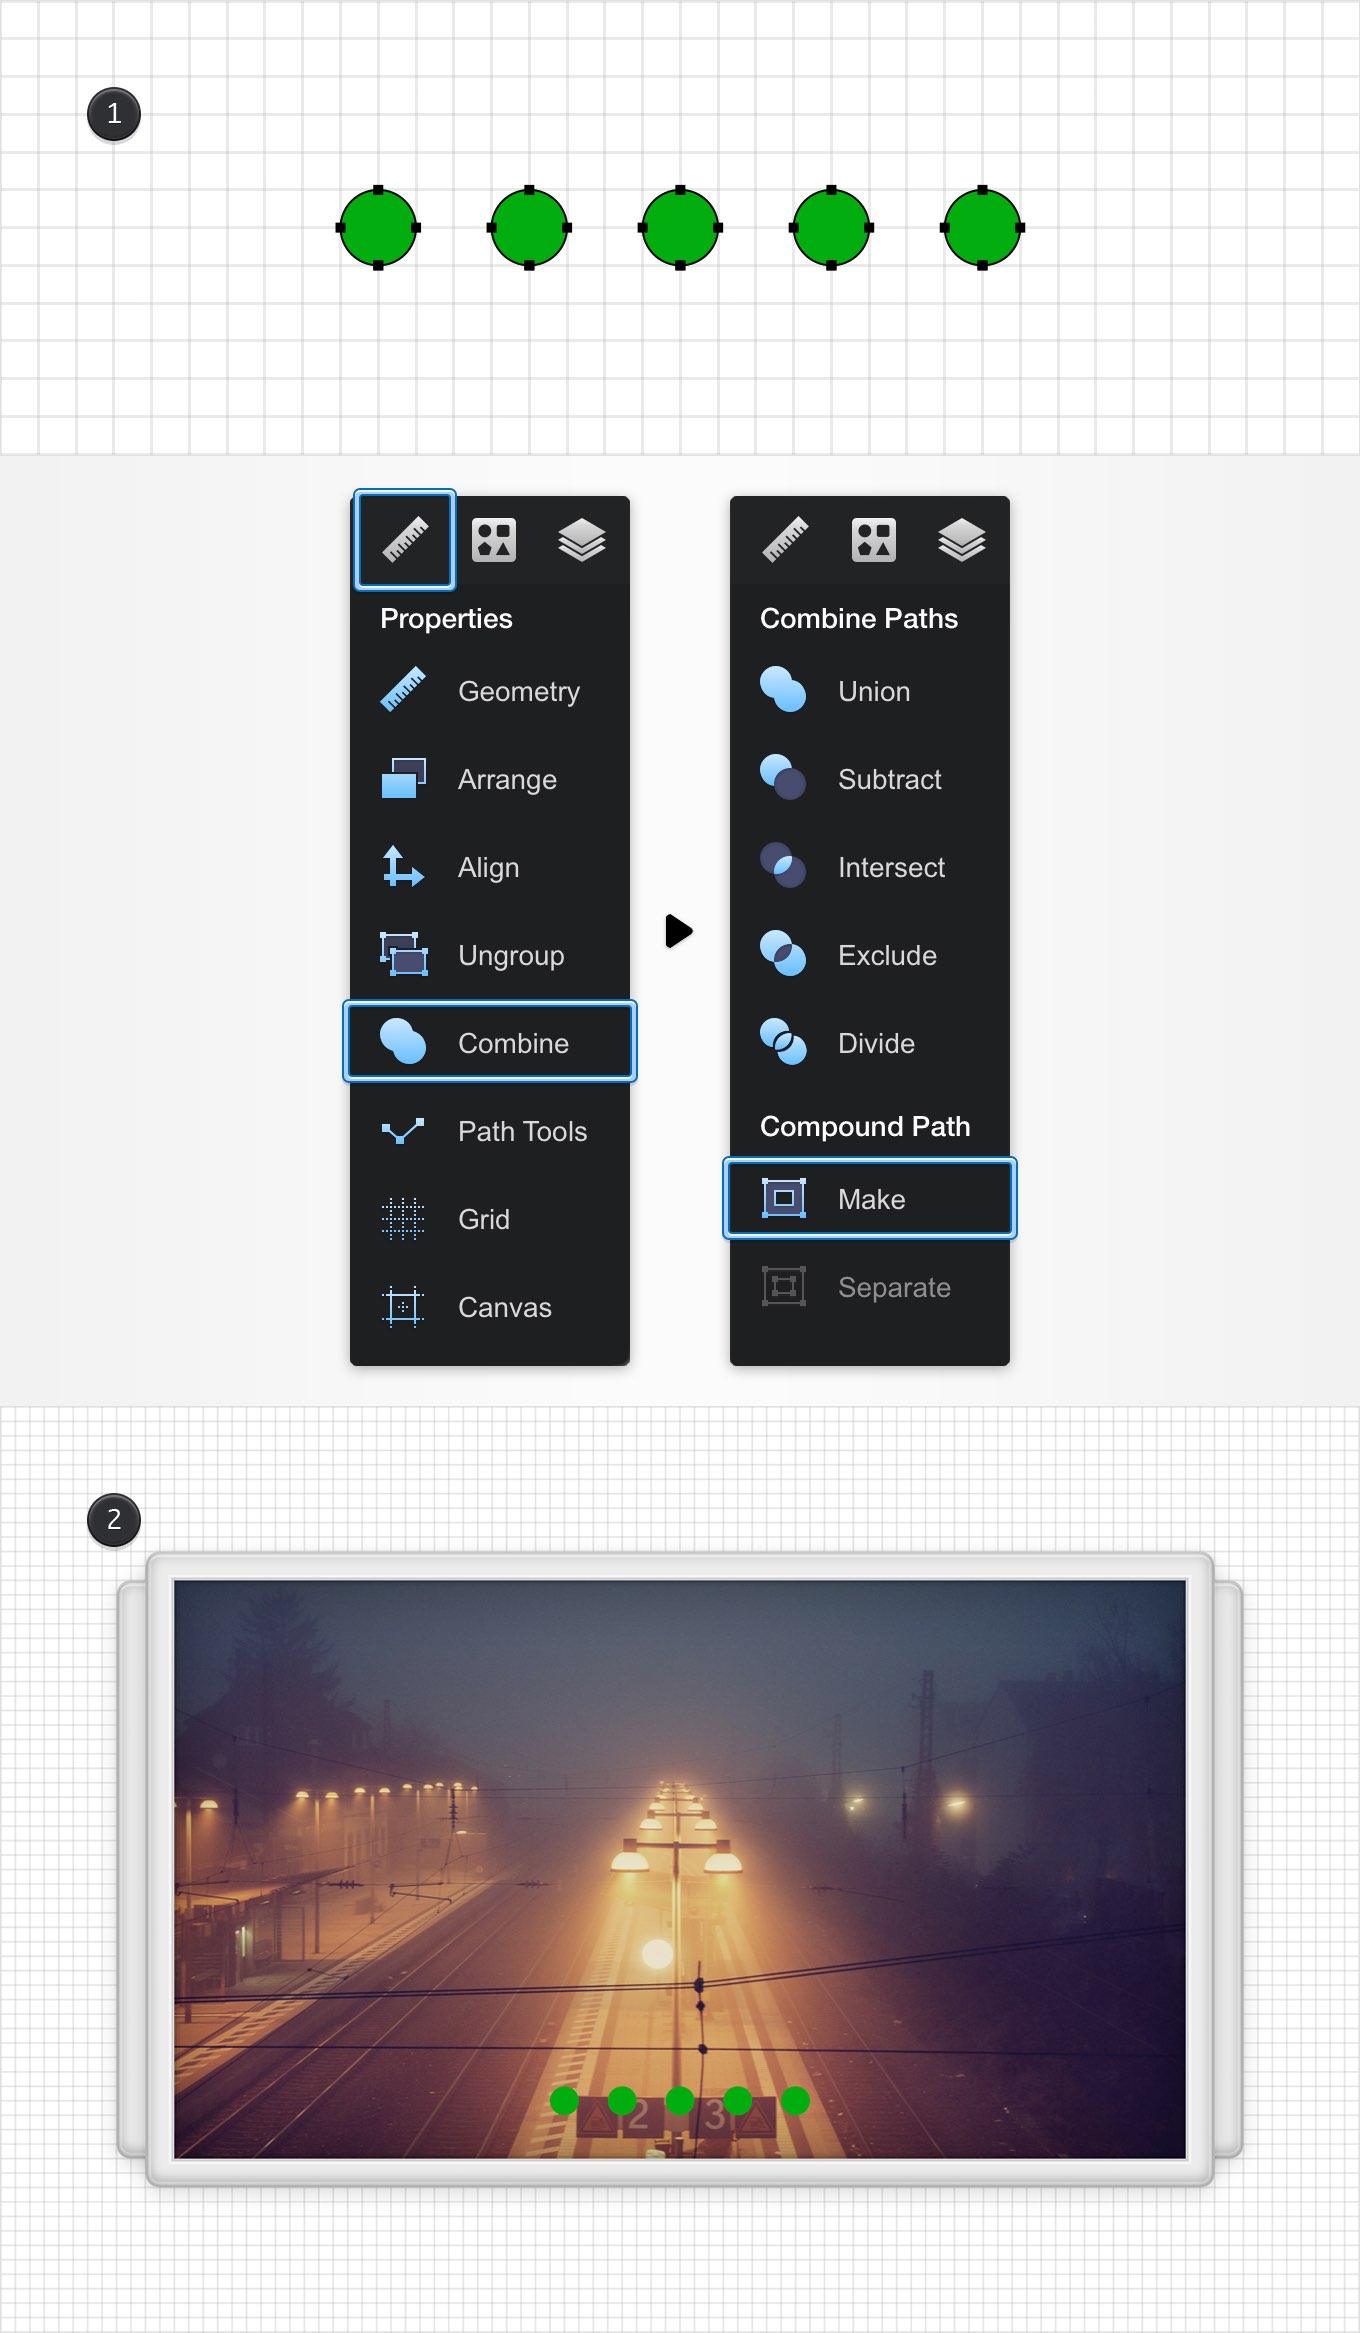 1
Properties
Geometry
Arrange
Align
Ungroup
Combine
Path Tools
Grid
Canvas
Combine Paths
Union
Subtract
Intersect
Exclude
Divide
Compound Path
Make
Separate
2
2 3